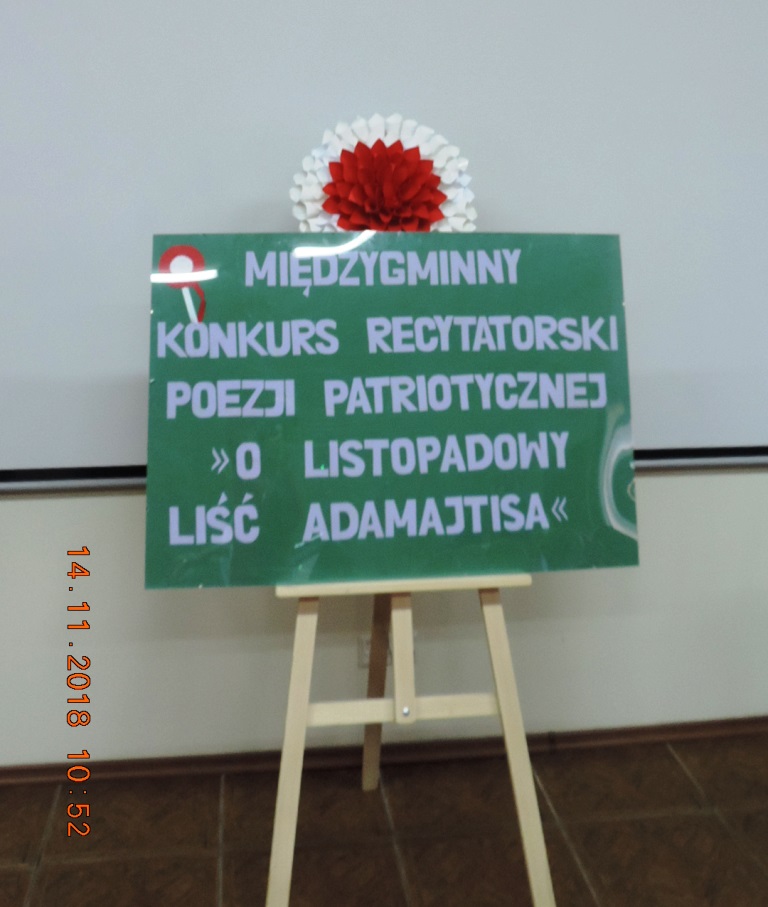 MIĘDZYGMINNY
KONKURS RECYTATORSKI
POEZJI PATRIOTYCZNEJ
»O LISTOPADOWY
LIŚĆ ADAMAJTISA«
14.11.2018 10:52